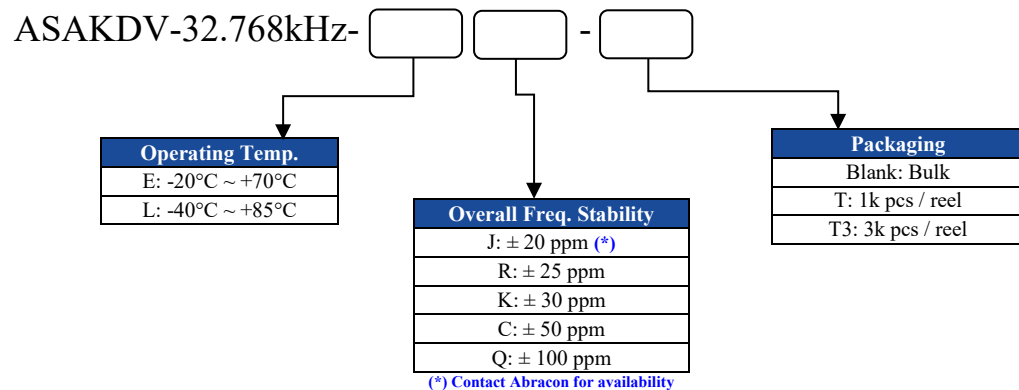 ASAKDV-32.768kHz- -
Operating Temp.
E: -20°C ~ +70°C
L: -40°C ~ +85°C
Overall Freq. Stability
J: ± 20 ppm (*)
R: ± 25 ppm
K: ± 30 ppm
C: ± 50 ppm
Q: ± 100 ppm
(*) Contact Abracon for availability
Packaging
Blank: Bulk
T: 1k pcs / reel
T3: 3k pcs / reel